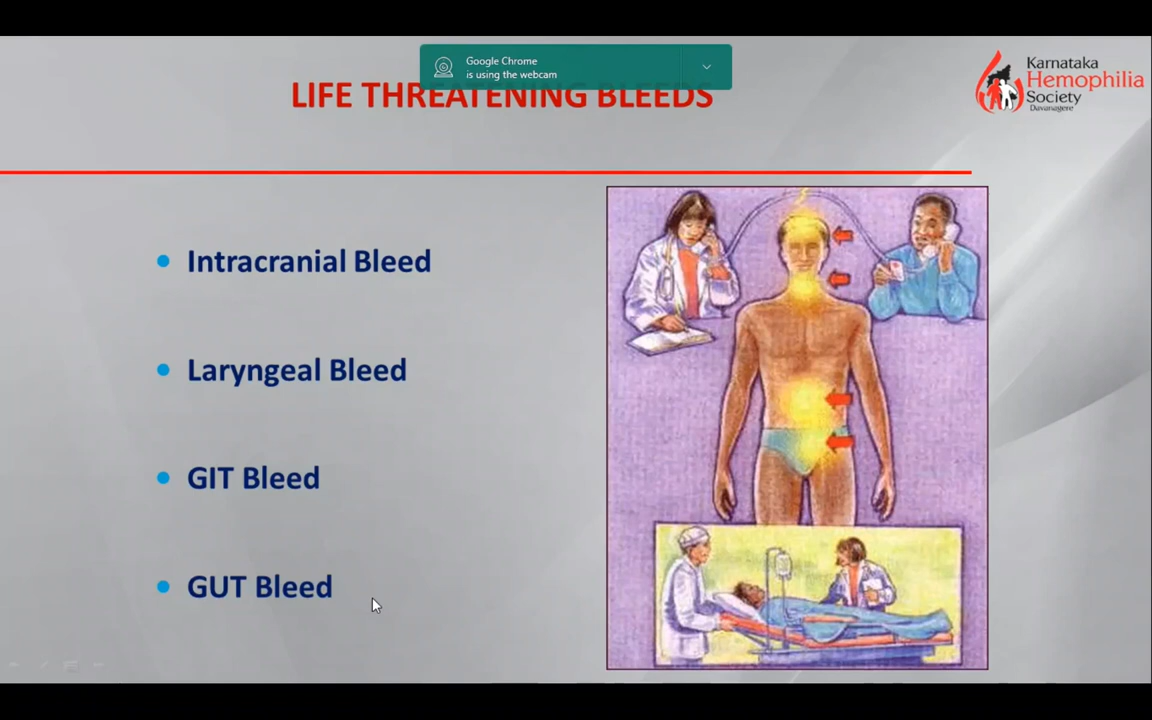 Google Chrome
is using the webcam
LIFE THREATENING BLEEDS
Karnataka
Hemophilia
Society
Davanagere
Intracranial Bleed
Laryngeal Bleed
GIT Bleed
GUT Bleed